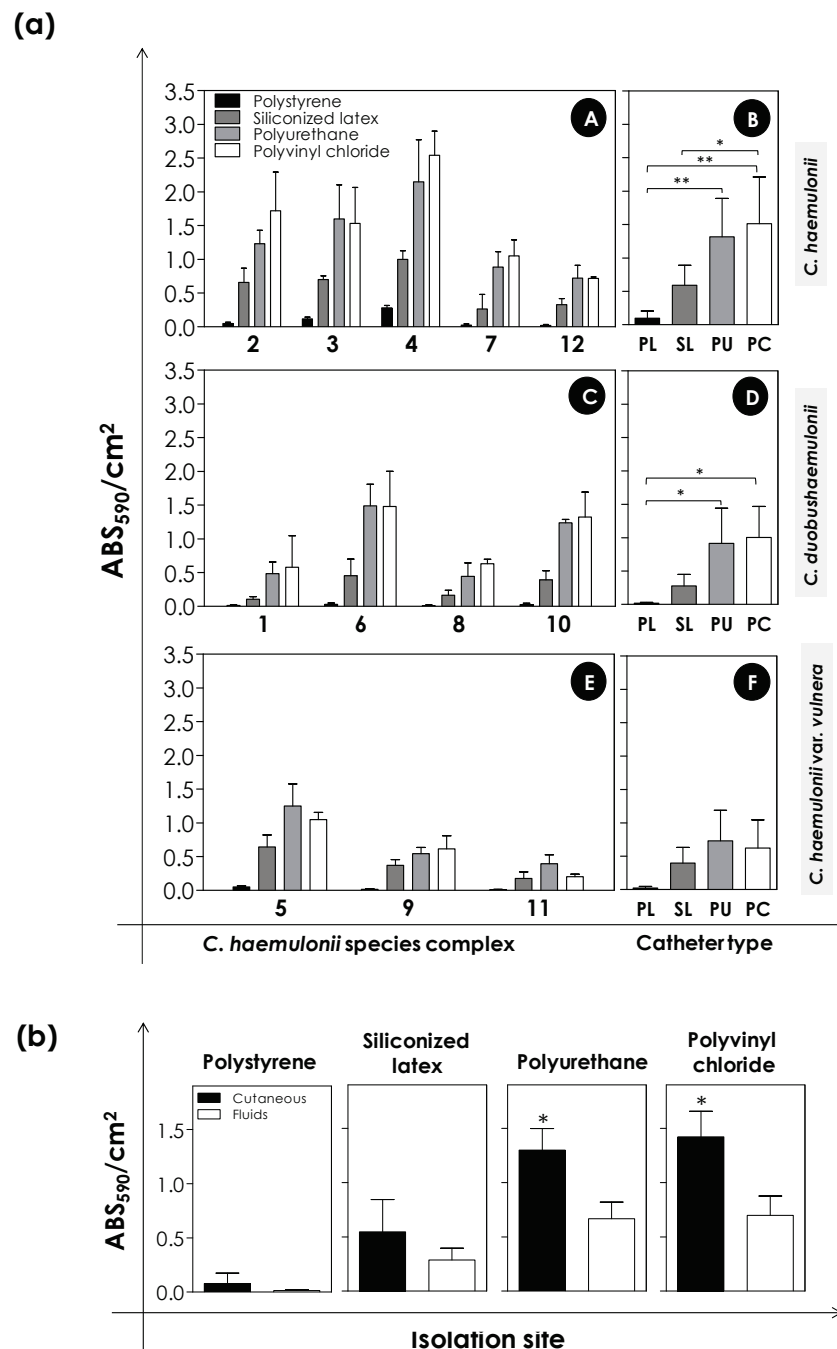 (a)
ABS590/cm2
3.5
3.0
2.5
2.0
1.5
1.0
0.5
0.0
Polystyrene
Siliconized latex
Polyurethane
Polyvinyl chloride
A
2 3 4 7 12
B
*
**
**
PL SL PU PC
C. haemulonii
3.5
3.0
2.5
2.0
1.5
1.0
0.5
0.0
C
1 6 8 10
D
*
*
PL SL PU PC
C. duobushaemulonii
3.5
3.0
2.5
2.0
1.5
1.0
0.5
0.0
E
5 9 11
F
PL SL PU PC
C. haemulonii var. vulnera
C. haemulonii species complex
Catheter type
(b)
ABS590/cm2
1.5
1.0
0.5
0.0
Polystyrene
Cutaneous
Fluids
Siliconized
latex
Polyurethane
*
Polyvinyl
chloride
*
Isolation site